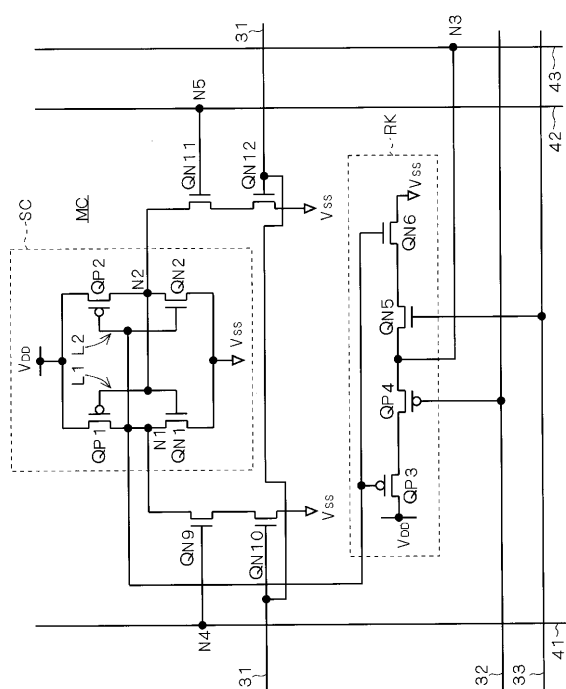 SC
MC
VDD
L1
L2
QP1
QP2
N1
N2
QN1
QN2
VSS
N4
N5
QN9
QN10
QN11
QN12
VSS
VSS
31
31
RK
VDD
QP3
QP4
QN5
QN6
VSS
N3
32
33
41
42
43